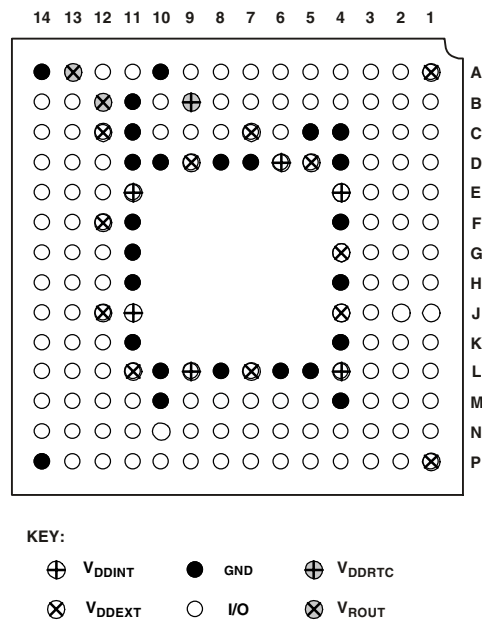 14 13 12 11 10 9 8 7 6 5 4 3 2 1
A
B
C
D
E
F
G
H
J
K
L
M
N
P
KEY:
VDDINT GND VDDRTC
VDDEXT I/O VROUT